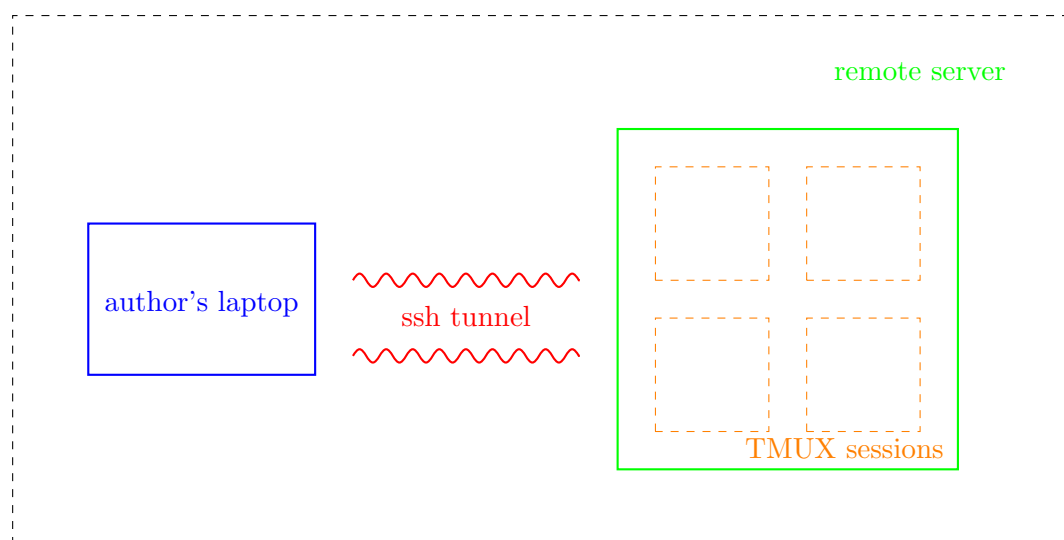 remote server
author's laptop
ssh tunnel
TMUX sessions